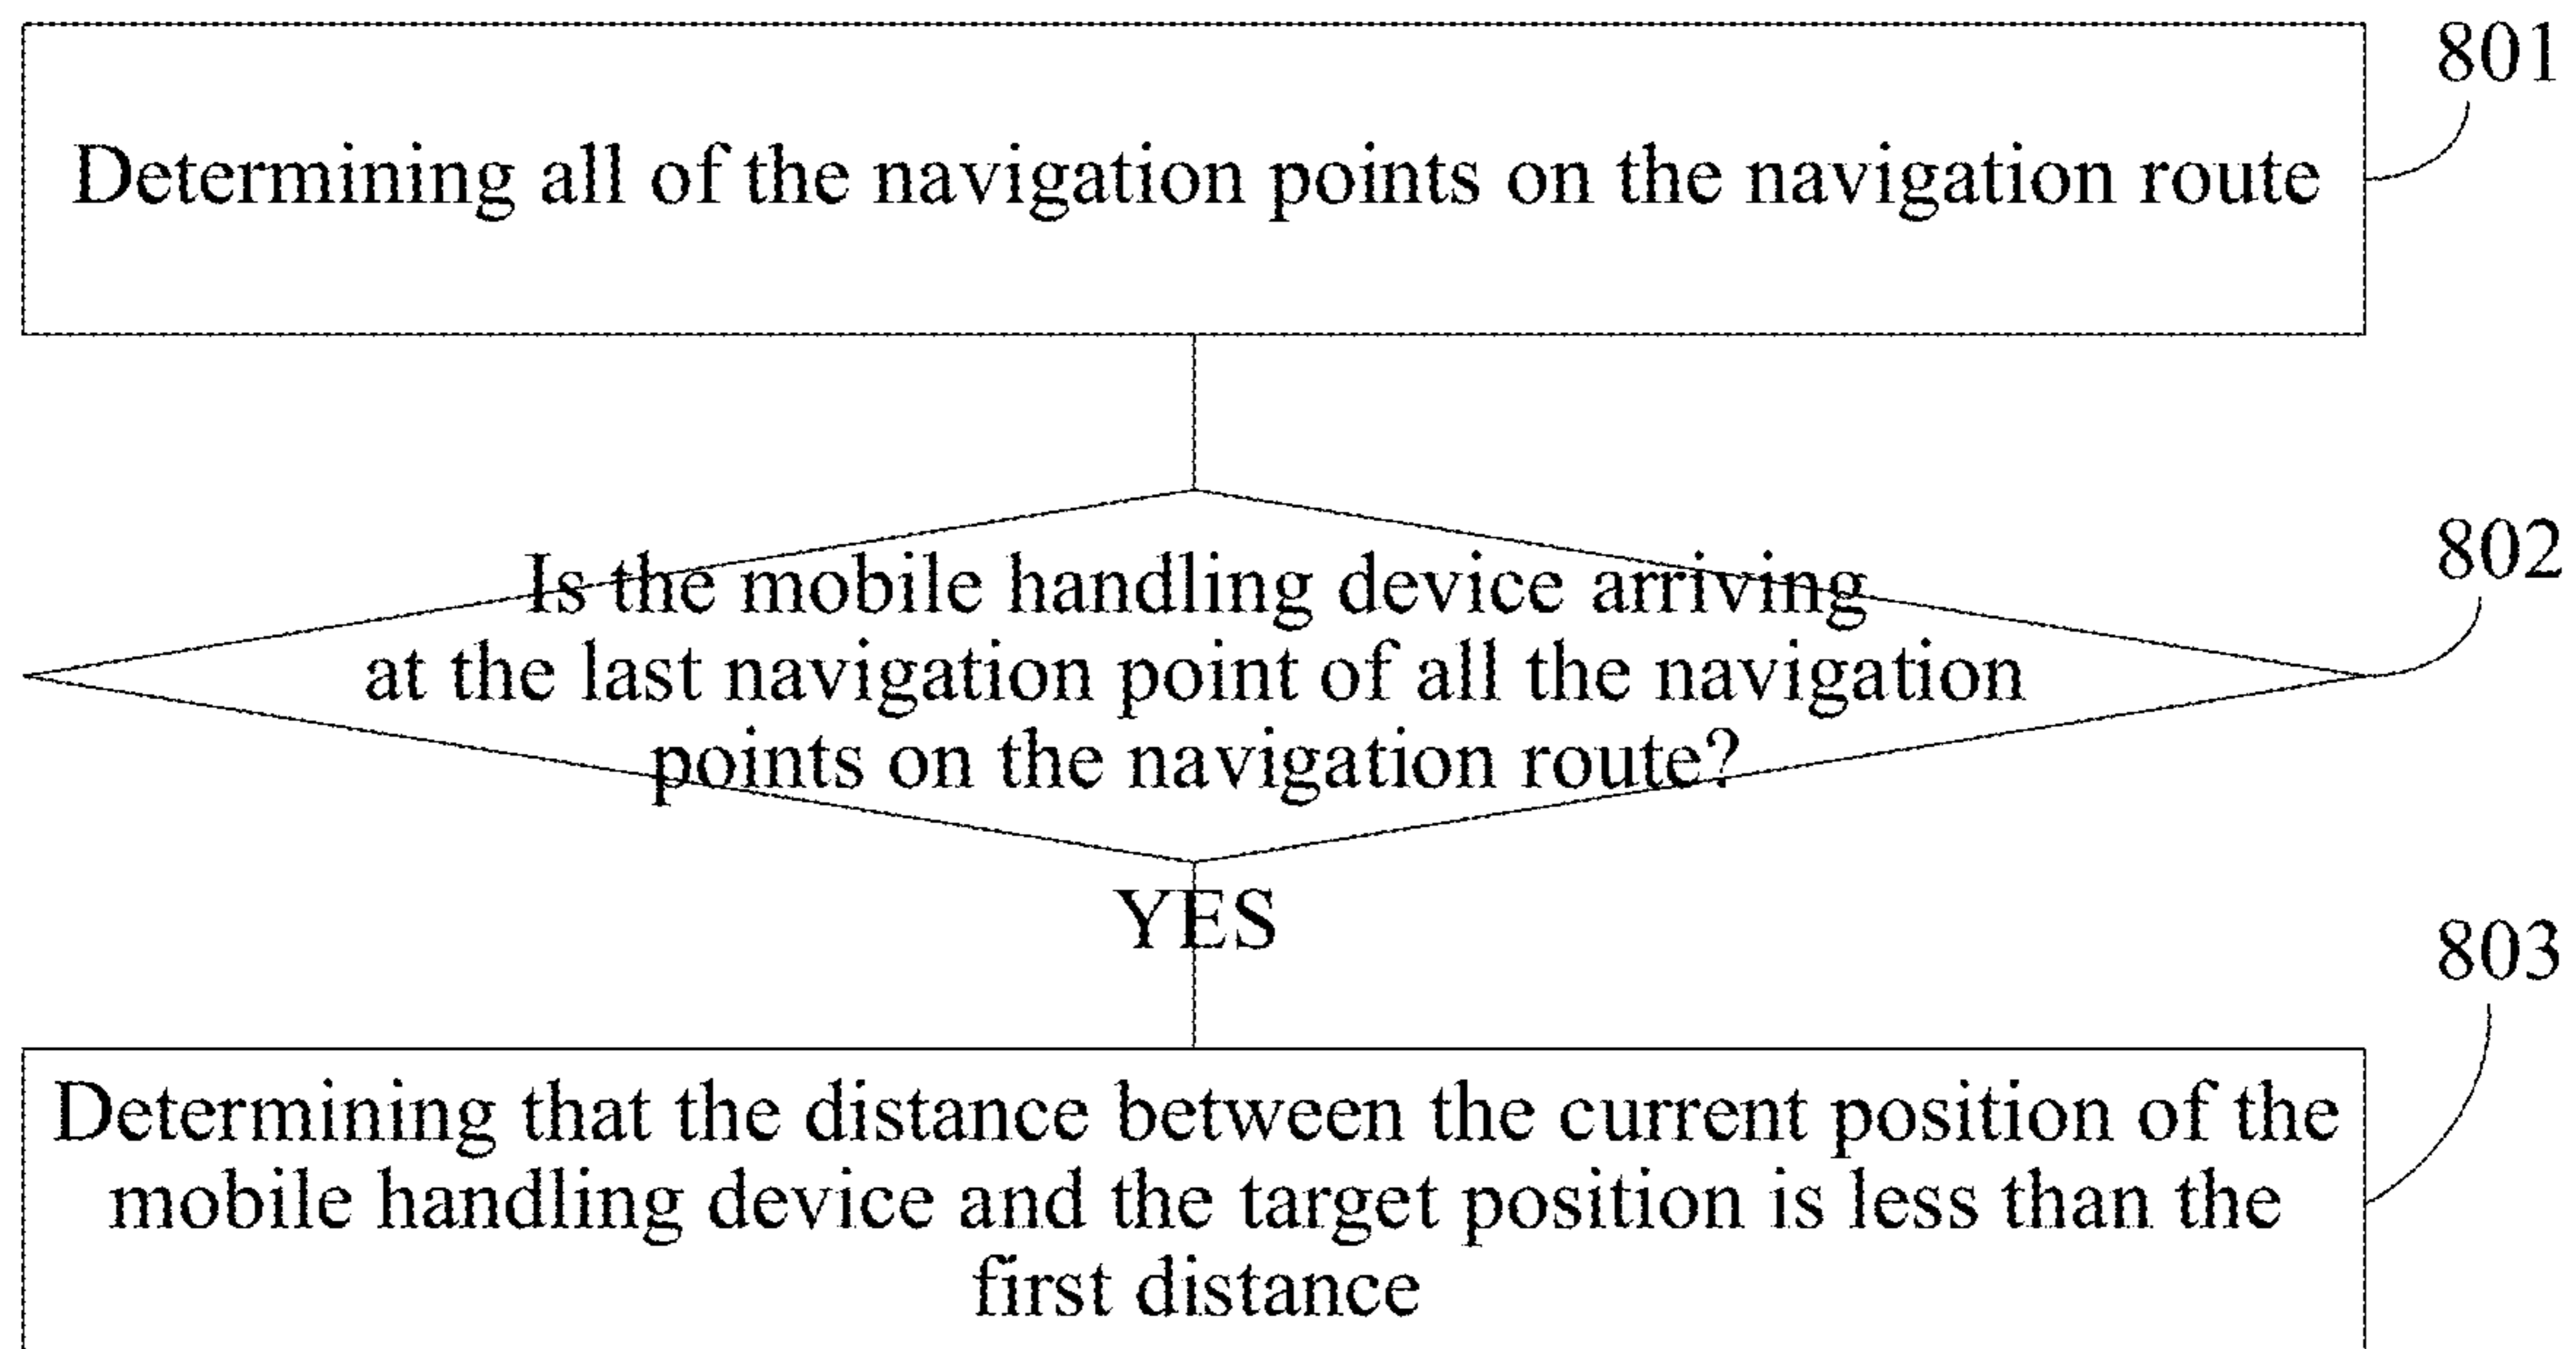 801
Determining all of the navigation points on the navigation route
802
Is the mobile handling device arriving
at the last navigation point of all the navigation
points on the navigation route?
YES
803
Determining that the distance between the current position of the
mobile handling device and the target position is less than the
first distance